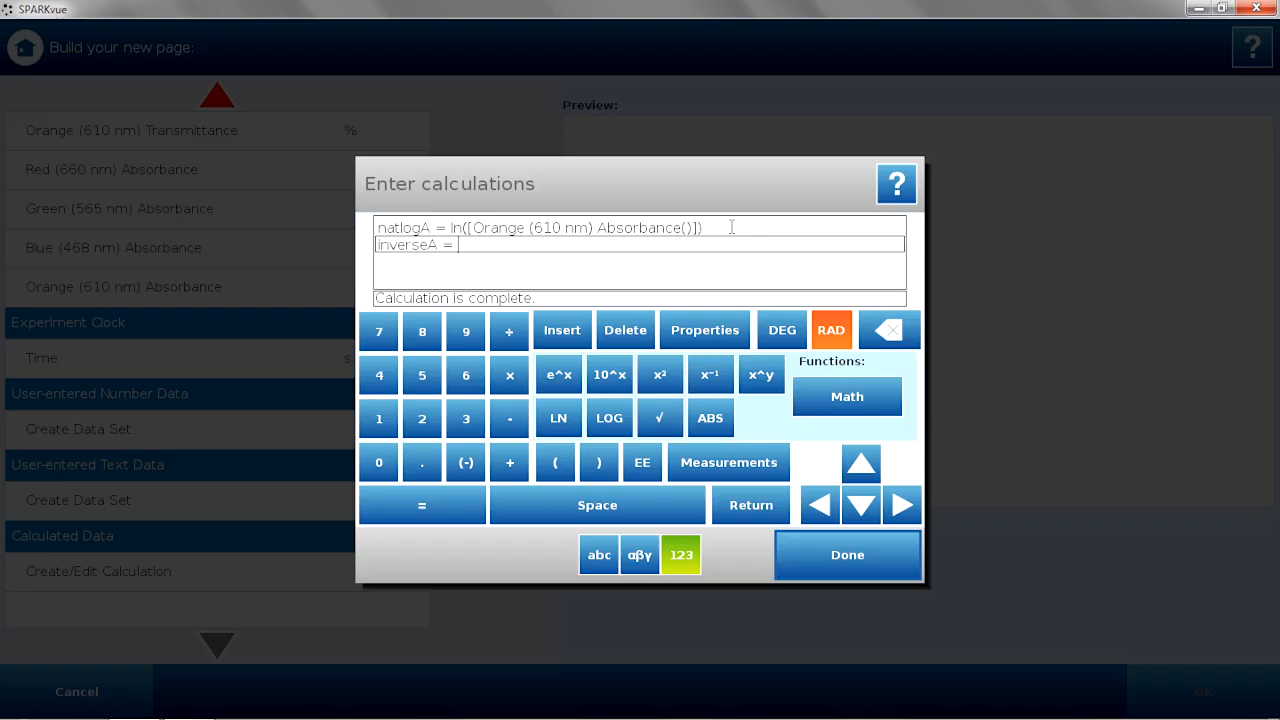 SPARKvue
Build your new page:
?
Preview:
Orange (610 nm) Transmittance %
Red (660 nm) Absorbance
Green (565 nm) Absorbance
Blue (468 nm) Absorbance
Orange (610 nm) Absorbance
Experiment Clock
Time s
User-entered Number Data
Create Data Set
User-entered Text Data
Create Data Set
Calculated Data
Create/Edit Calculation
Cancel
OK
Enter calculations
?
natlogA = ln([Orange (610 nm) Absorbance()])
inverseA =
Calculation is complete.
7 8 9 ÷ Insert Delete Properties DEG RAD
Functions:
4 5 6 x e^x 10^x x² x⁻¹ x^y Math
1 2 3 - LN LOG √ ABS
0 . (-) + ( ) EE Measurements
= Space Return
abc αβγ 123 Done